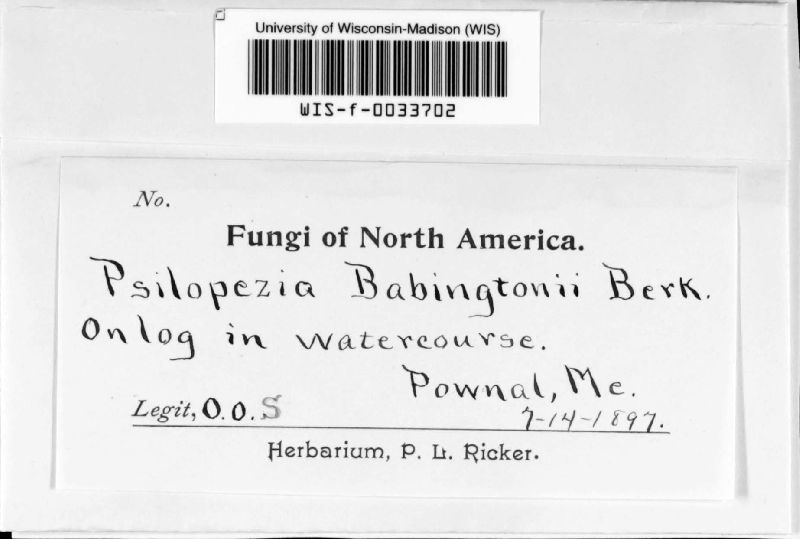 University of Wisconsin-Madison (WIS)
WIS-f-0033702
No.
Fungi of North America.
Psilopezia Babingtonii Berk.
On log in watercourse.
Pownal, Me.
Legit, O. O. S
7-14-1897.
Herbarium, P. L. Ricker.